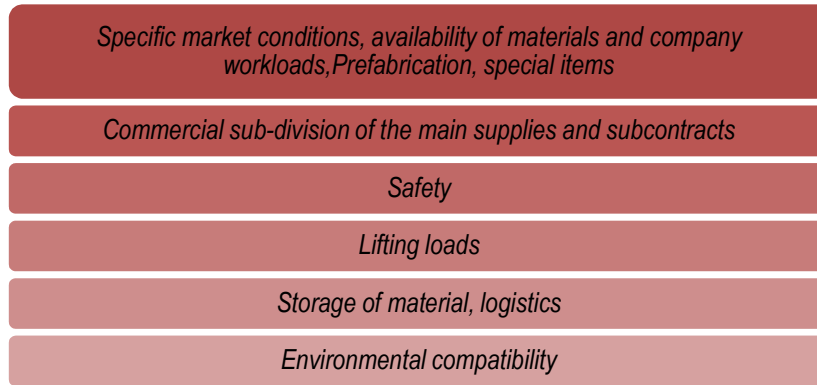 Specific market conditions, availability of materials and company
workloads,Prefabrication, special items
Commercial sub-division of the main supplies and subcontracts
Safety
Lifting loads
Storage of material, logistics
Environmental compatibility